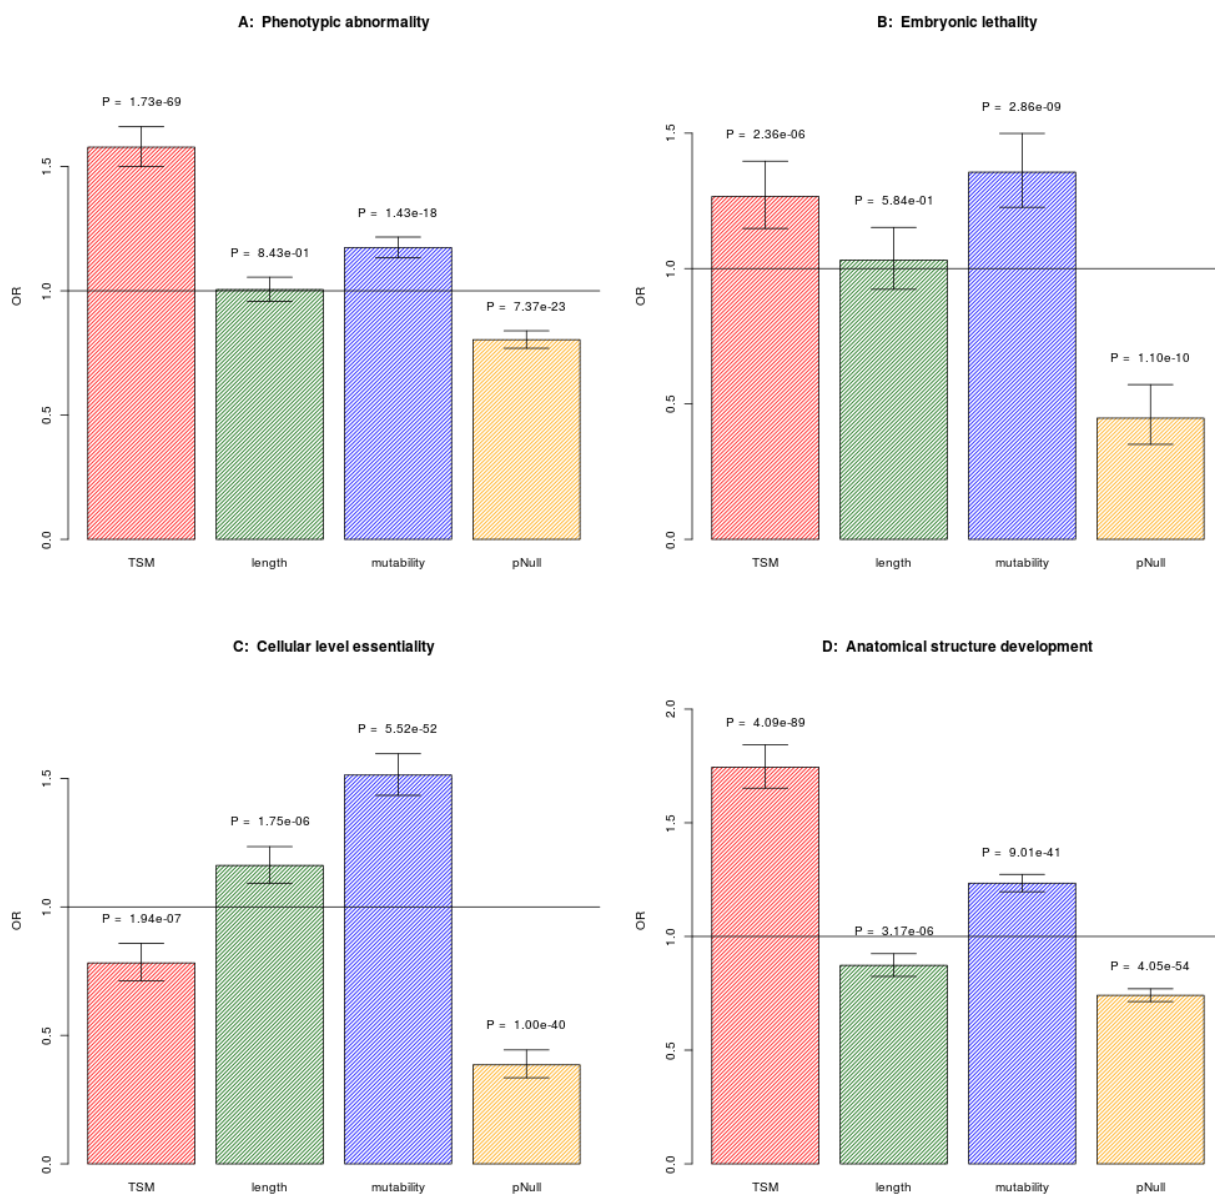 A:  Phenotypic abnormality
P =  1.73e-69
P =  8.43e-01
P =  1.43e-18
P =  7.37e-23
OR
1.5
1.0
0.5
0.0
TSM
length
mutability
pNull
B:  Embryonic lethality
P =  2.36e-06
P =  5.84e-01
P =  2.86e-09
P =  1.10e-10
OR
1.5
1.0
0.5
0.0
TSM
length
mutability
pNull
C:  Cellular level essentiality
P =  1.94e-07
P =  1.75e-06
P =  5.52e-52
P =  1.00e-40
OR
1.5
1.0
0.5
0.0
TSM
length
mutability
pNull
D:  Anatomical structure development
P =  4.09e-89
P =  3.17e-06
P =  9.01e-41
P =  4.05e-54
OR
2.0
1.5
1.0
0.5
0.0
TSM
length
mutability
pNull